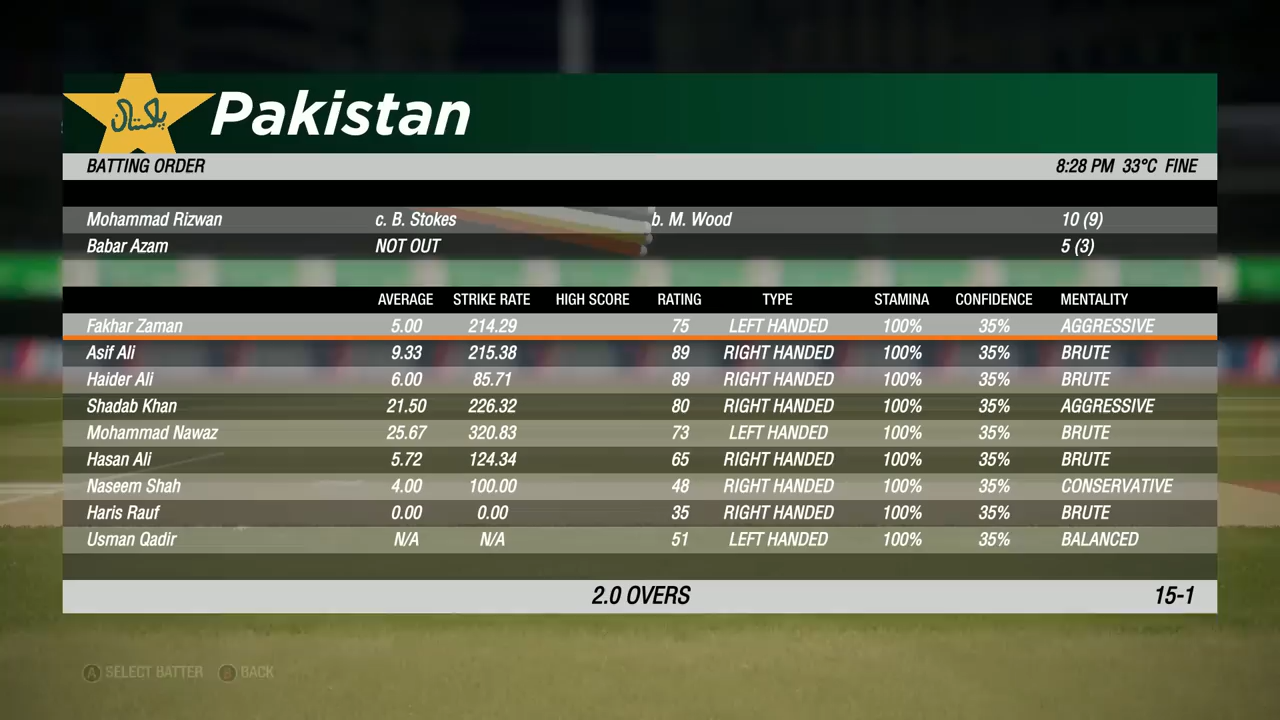 پاکستان Pakistan
BATTING ORDER 8:28 PM 33°C FINE
Mohammad Rizwan c. B. Stokes b. M. Wood 10 (9)
Babar Azam NOT OUT 5 (3)
AVERAGE STRIKE RATE HIGH SCORE RATING TYPE STAMINA CONFIDENCE MENTALITY
Fakhar Zaman 5.00 214.29 75 LEFT HANDED 100% 35% AGGRESSIVE
Asif Ali 9.33 215.38 89 RIGHT HANDED 100% 35% BRUTE
Haider Ali 6.00 85.71 89 RIGHT HANDED 100% 35% BRUTE
Shadab Khan 21.50 226.32 80 RIGHT HANDED 100% 35% AGGRESSIVE
Mohammad Nawaz 25.67 320.83 73 LEFT HANDED 100% 35% BRUTE
Hasan Ali 5.72 124.34 65 RIGHT HANDED 100% 35% BRUTE
Naseem Shah 4.00 100.00 48 RIGHT HANDED 100% 35% CONSERVATIVE
Haris Rauf 0.00 0.00 35 RIGHT HANDED 100% 35% BRUTE
Usman Qadir N/A N/A 51 LEFT HANDED 100% 35% BALANCED
2.0 OVERS 15-1
A SELECT BATTER B BACK